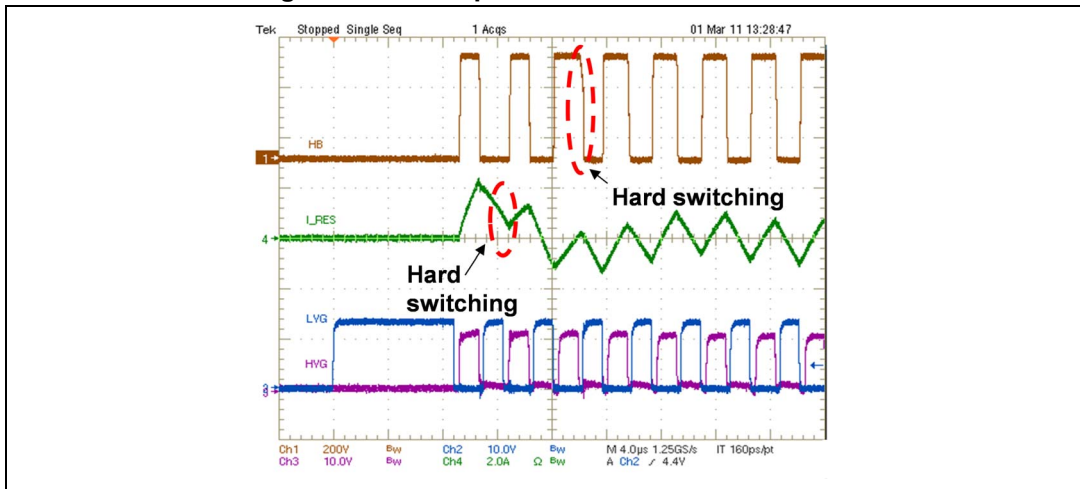 Tek Stopped Single Seq 1 Acqs 01 Mar 11 13:28:47
HB
1
Hard switching
I_RES
4
Hard
switching
LVG
HVG
Ch1 200V Bw Ch2 10.0V Bw M 4.0µs 1.25GS/s IT 160ps/pt
Ch3 10.0V Bw Ch4 2.0A Ω Bw A Ch2 ∕ 4.4V